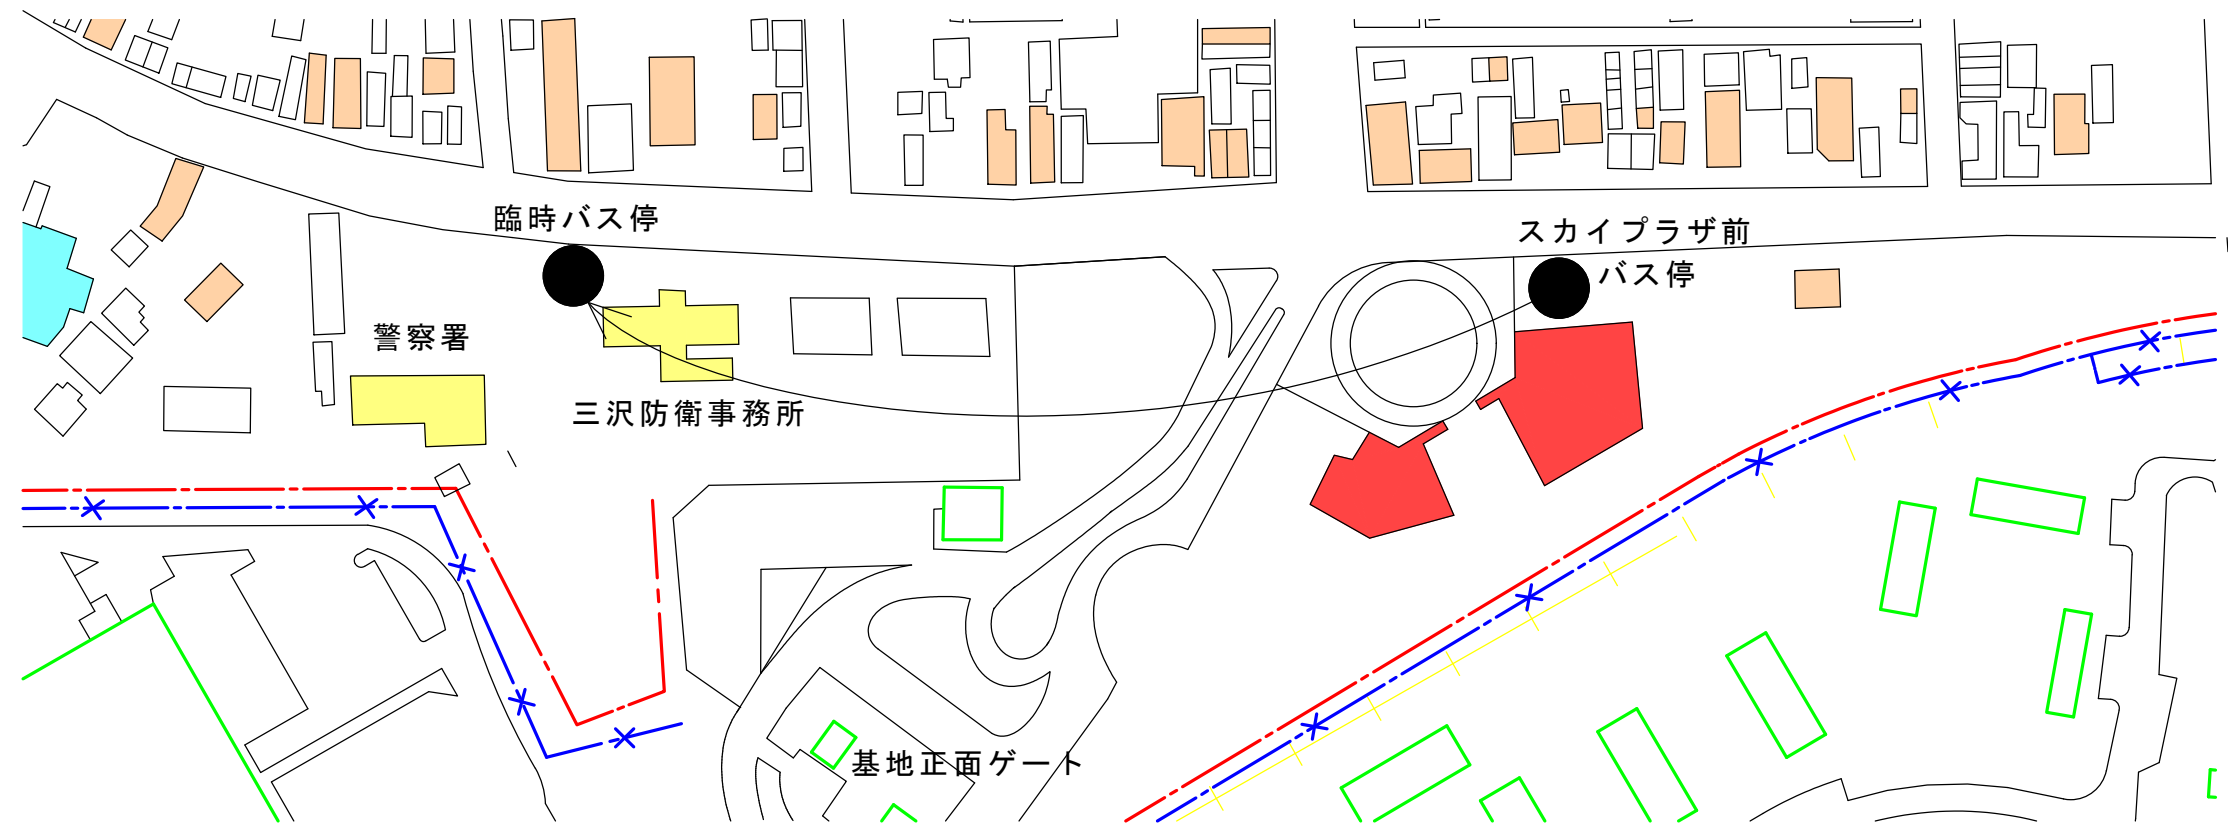 臨時バス停
スカイプラザ前
バス停
警察署
三沢防衛事務所
基地正面ゲート